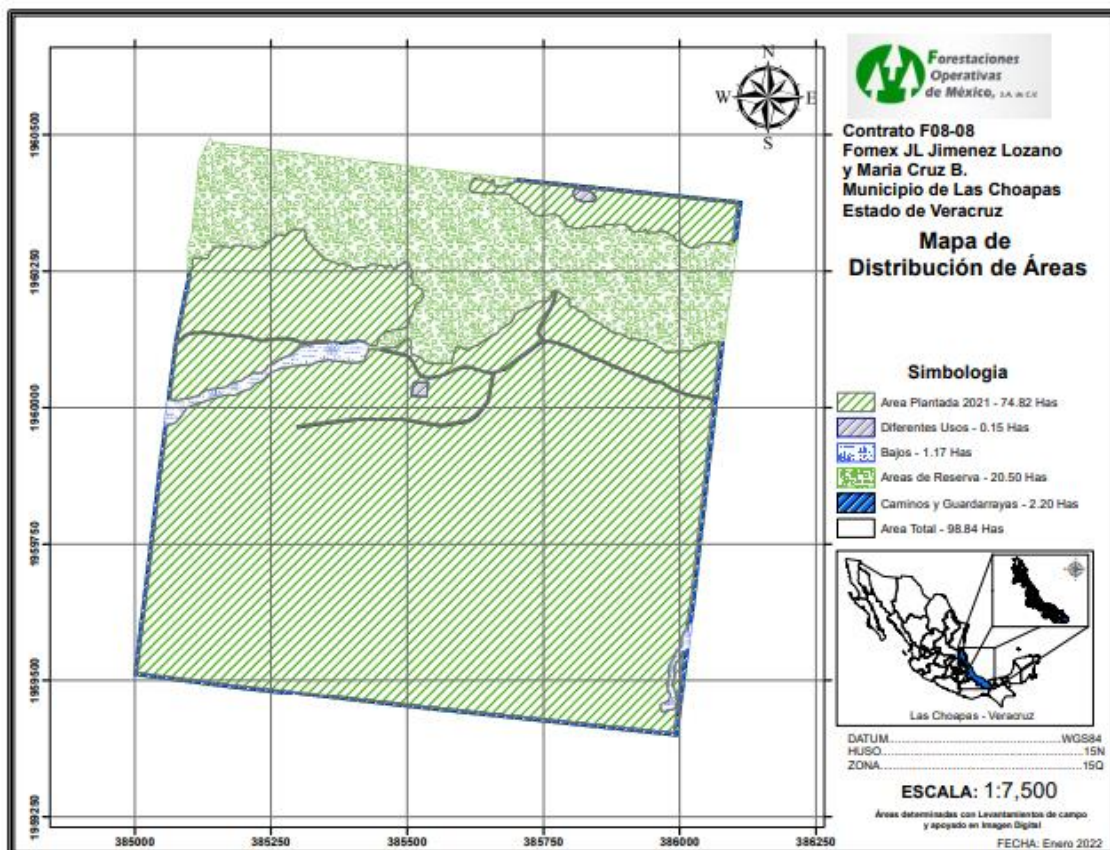 N
W
E
S
1960500
1960250
1960000
1959750
1959500
1959250
385000
385250
385500
385750
386000
386250
Forestaciones
Operativas
de México, S.A. de C.V.
Contrato F08-08
Fomex JL Jimenez Lozano
y Maria Cruz B.
Municipio de Las Choapas
Estado de Veracruz
Mapa de
Distribución de Áreas
Simbologia
Area Plantada 2021 - 74.82 Has
Diferentes Usos - 0.15 Has
Bajos - 1.17 Has
Areas de Reserva - 20.50 Has
Caminos y Guardarrayas - 2.20 Has
Area Total - 98.84 Has
Las Choapas - Veracruz
DATUM..........................................WGS84
HUSO................................................15N
ZONA................................................15Q
ESCALA: 1:7,500
Áreas determinadas con Levantamientos de campo
y apoyado en Imagen Digital
FECHA: Enero 2022